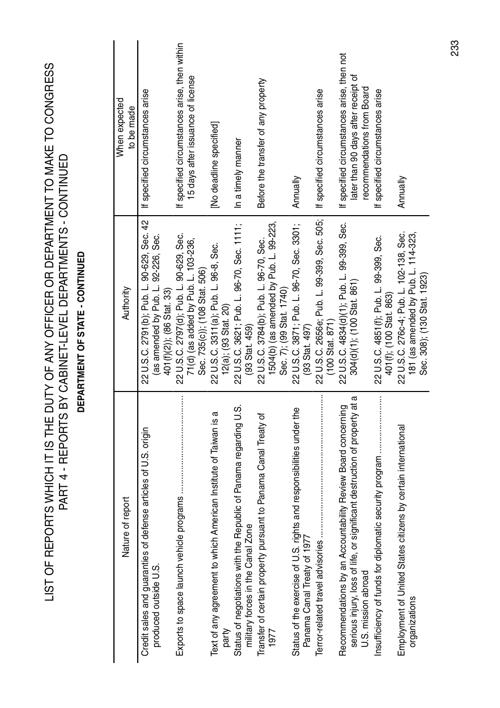 LIST OF REPORTS WHICH IT IS THE DUTY OF ANY OFFICER OR DEPARTMENT TO MAKE TO CONGRESS
PART 4 - REPORTS BY CABINET-LEVEL DEPARTMENTS - CONTINUED
DEPARTMENT OF STATE - CONTINUED
Nature of report
Authority
When expected
to be made
Credit sales and guaranties of defense articles of U.S. origin
produced outside U.S.
22 U.S.C. 2791(b); Pub. L. 90-629, Sec. 42
(as amended by Pub. L. 92-226, Sec.
401(f)(2)); (86 Stat. 33)
If specified circumstances arise
Exports to space launch vehicle programs
22 U.S.C. 2797(d); Pub. L. 90-629, Sec.
71(d) (as added by Pub. L. 103-236,
Sec. 735(c)); (108 Stat. 506)
If specified circumstances arise, then within
15 days after issuance of license
Text of any agreement to which American Institute of Taiwan is a
party
22 U.S.C. 3311(a); Pub. L. 96-8, Sec.
12(a); (93 Stat. 20)
[No deadline specified]
Status of negotiations with the Republic of Panama regarding U.S.
military forces in the Canal Zone
22 U.S.C. 3621; Pub. L. 96-70, Sec. 1111;
(93 Stat. 459)
In a timely manner
Transfer of certain property pursuant to Panama Canal Treaty of
1977
22 U.S.C. 3784(b); Pub. L. 96-70, Sec.
1504(b) (as amended by Pub. L. 99-223,
Sec. 7); (99 Stat. 1740)
Before the transfer of any property
Status of the exercise of U.S. rights and responsibilities under the
Panama Canal Treaty of 1977
22 U.S.C. 3871; Pub. L. 96-70, Sec. 3301;
(93 Stat. 497)
Annually
Terror-related travel advisories
22 U.S.C. 2656e; Pub. L. 99-399, Sec. 505;
(100 Stat. 871)
If specified circumstances arise
Recommendations by an Accountability Review Board concerning
serious injury, loss of life, or significant destruction of property at a
U.S. mission abroad
22 U.S.C. 4834(d)(1); Pub. L. 99-399, Sec.
304(d)(1); (100 Stat. 861)
If specified circumstances arise, then not
later than 90 days after receipt of
recommendations from Board
Insufficiency of funds for diplomatic security program
22 U.S.C. 4851(f); Pub. L. 99-399, Sec.
401(f); (100 Stat. 863)
If specified circumstances arise
Employment of United States citizens by certain international
organizations
22 U.S.C. 276c-4; Pub. L. 102-138, Sec.
181 (as amended by Pub. L. 114-323,
Sec. 308); (130 Stat. 1923)
Annually
233